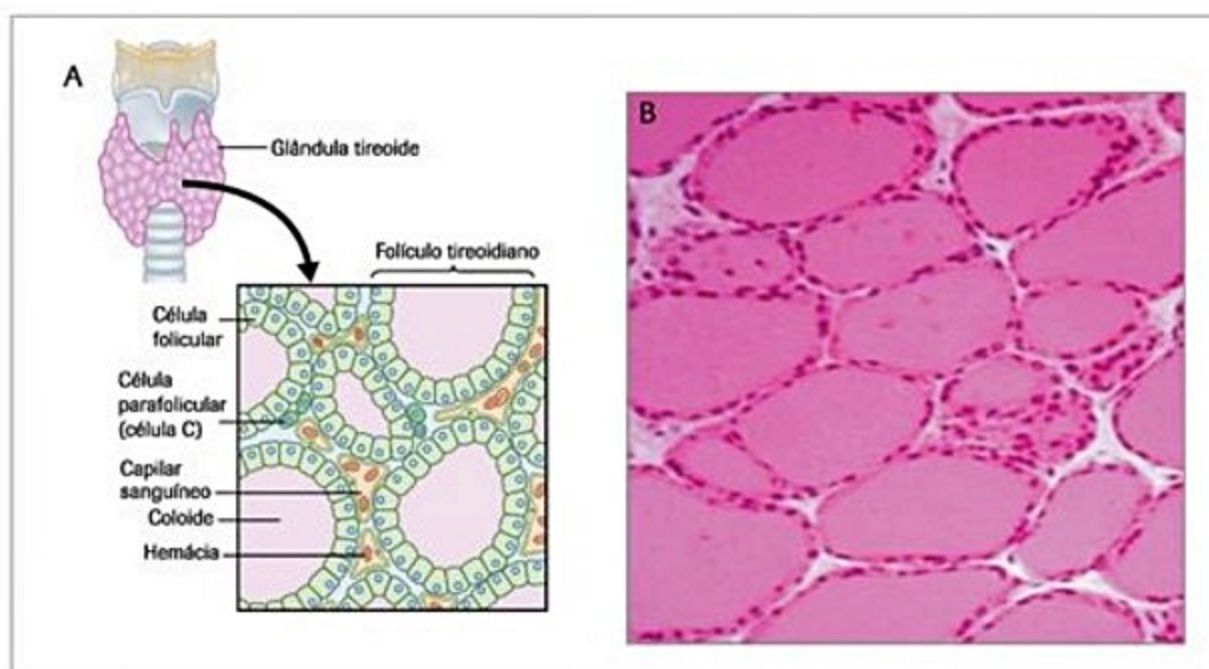 A
Glândula tireoide
Folículo tireoidiano
Célula
folicular
Célula
parafolicular
(célula C)
Capilar
sanguíneo
Coloide
Hemácia
B